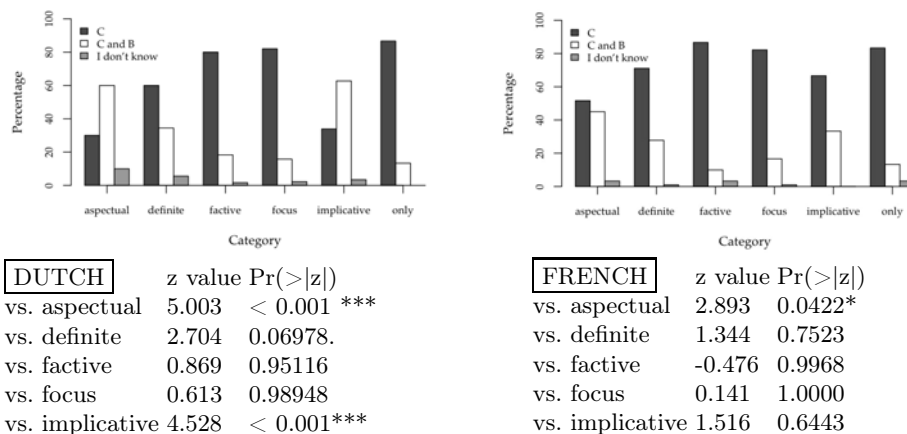 100
80
60
40
20
0
Percentage
C
C and B
I don't know
aspectual definite factive focus implicative only
Category
100
80
60
40
20
0
Percentage
C
C and B
I don't know
aspectual definite factive focus implicative only
Category
DUTCH z value Pr(>|z|)
vs. aspectual 5.003 < 0.001 ***
vs. definite 2.704 0.06978.
vs. factive 0.869 0.95116
vs. focus 0.613 0.98948
vs. implicative 4.528 < 0.001***
FRENCH z value Pr(>|z|)
vs. aspectual 2.893 0.0422*
vs. definite 1.344 0.7523
vs. factive -0.476 0.9968
vs. focus 0.141 1.0000
vs. implicative 1.516 0.6443